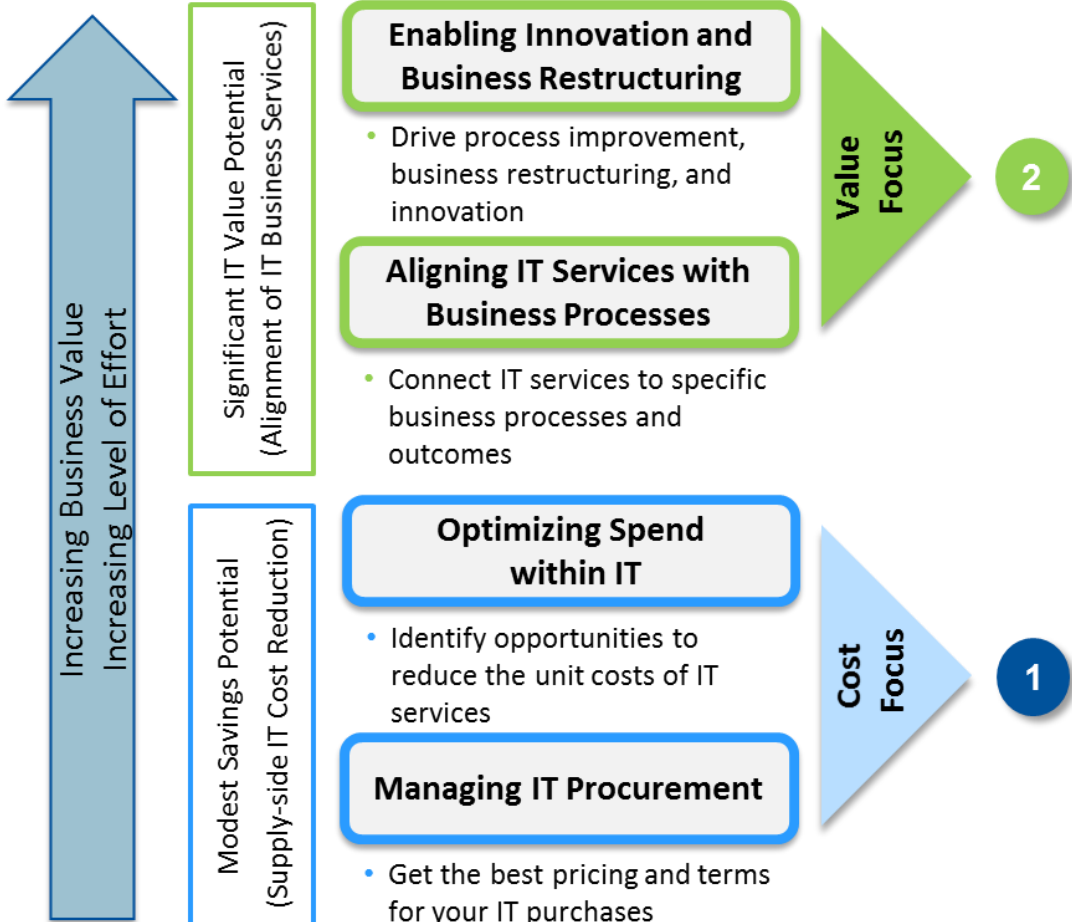 Increasing Business Value
Increasing Level of Effort
Significant IT Value Potential
(Alignment of IT Business Services)
Enabling Innovation and
Business Restructuring
• Drive process improvement,
business restructuring, and
innovation
Aligning IT Services with
Business Processes
• Connect IT services to specific
business processes and
outcomes
Value
Focus
2
Modest Savings Potential
(Supply-side IT Cost Reduction)
Optimizing Spend
within IT
• Identify opportunities to
reduce the unit costs of IT
services
Managing IT Procurement
• Get the best pricing and terms
for your IT purchases
Cost
Focus
1